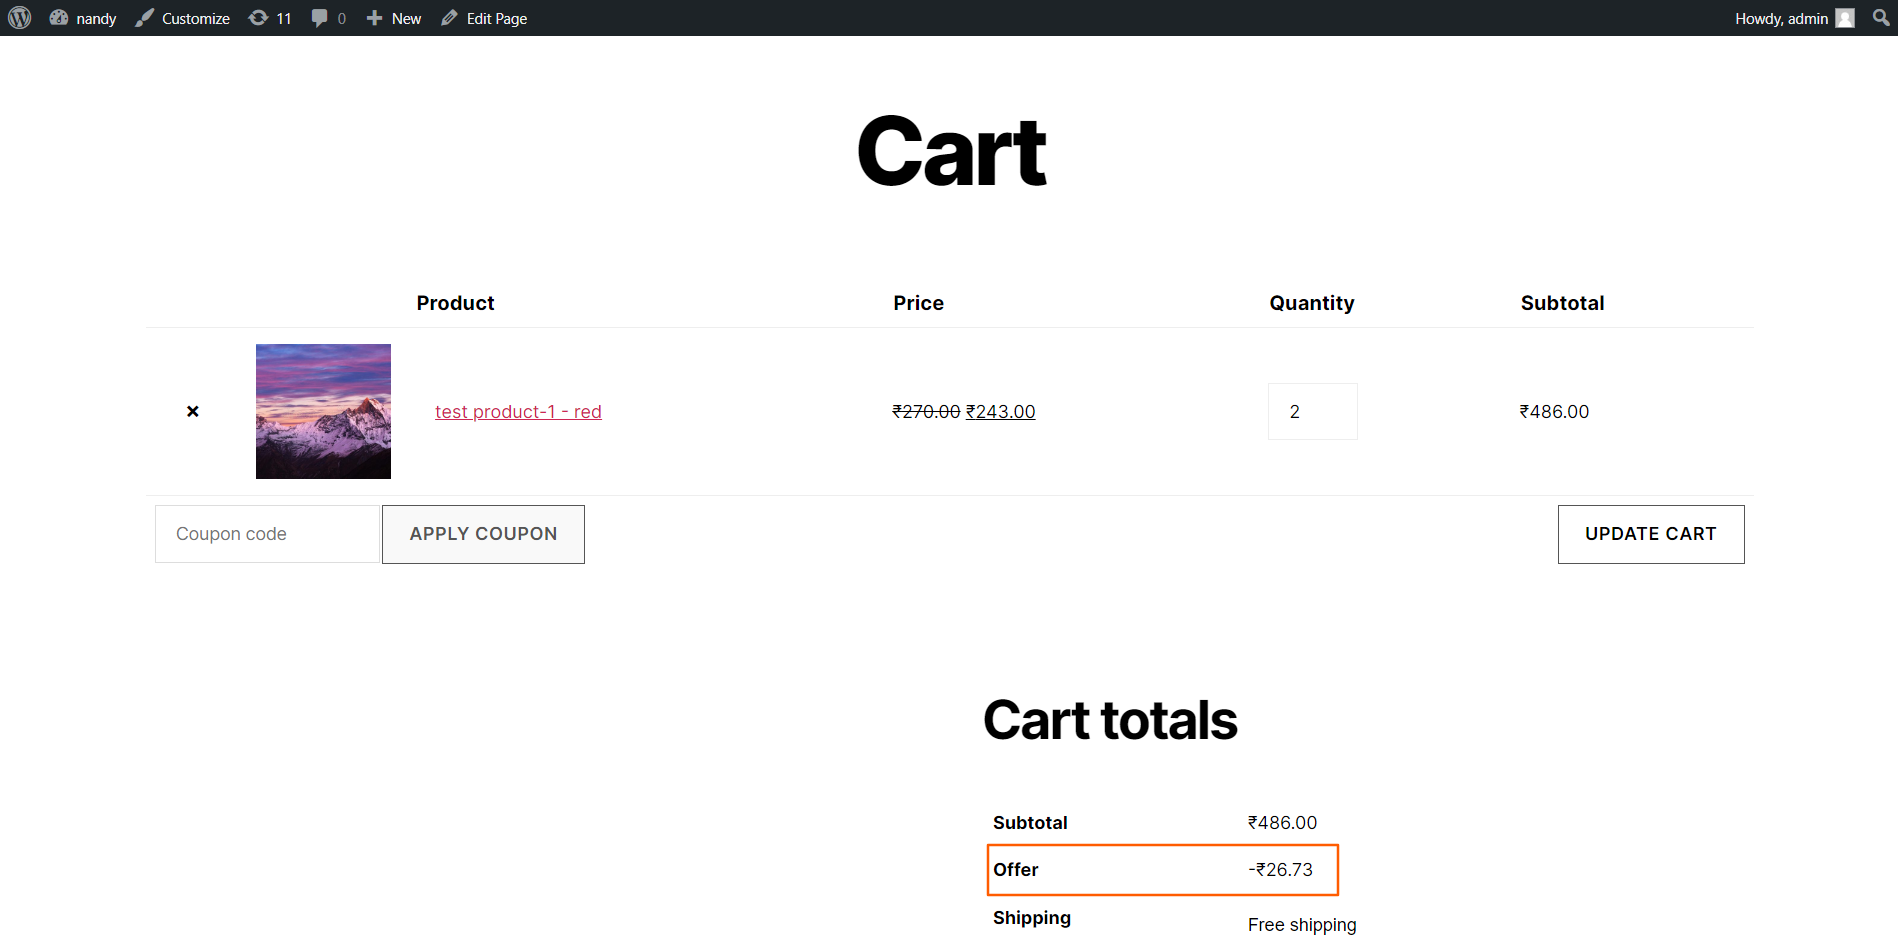 nandy Customize 11 0 New Edit Page Howdy, admin
Cart
Product Price Quantity Subtotal
× test product-1 - red ₹270.00 ₹243.00 2 ₹486.00
Coupon code APPLY COUPON UPDATE CART
Cart totals
Subtotal ₹486.00
Offer -₹26.73
Shipping Free shipping